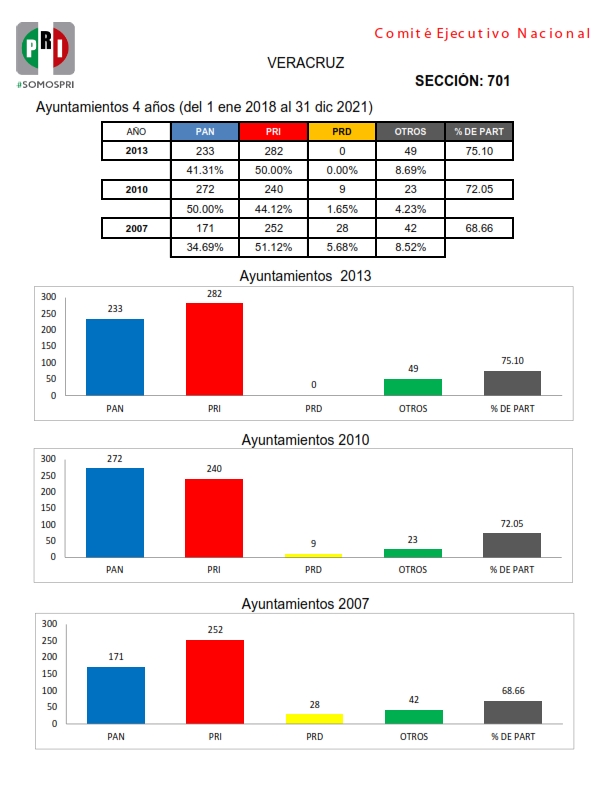 Comité Ejecutivo Nacional
PRI
#SOMOSPRI
VERACRUZ
SECCIÓN: 701
Ayuntamientos 4 años (del 1 ene 2018 al 31 dic 2021)
AÑO PAN PRI PRD OTROS % DE PART
2013 233 282 0 49 75.10
41.31% 50.00% 0.00% 8.69%
2010 272 240 9 23 72.05
50.00% 44.12% 1.65% 4.23%
2007 171 252 28 42 68.66
34.69% 51.12% 5.68% 8.52%
Ayuntamientos 2013
300
250
200
150
100
50
0
233 282 0 49 75.10
PAN PRI PRD OTROS % DE PART
Ayuntamientos 2010
300
250
200
150
100
50
0
272 240 9 23 72.05
PAN PRI PRD OTROS % DE PART
Ayuntamientos 2007
300
250
200
150
100
50
0
171 252 28 42 68.66
PAN PRI PRD OTROS % DE PART